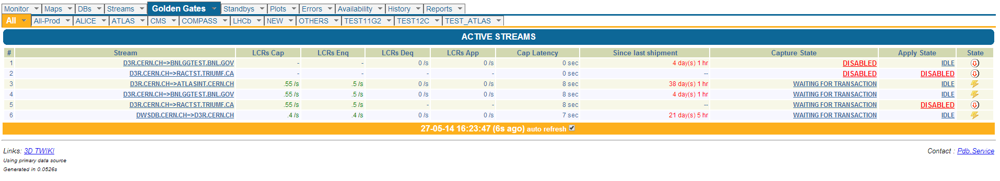 Monitor Maps DBs Streams Golden Gates Standbys Plots Errors Availability History Reports
All All-Prod ALICE ATLAS CMS COMPASS LHCb NEW OTHERS TEST11G2 TEST12C TEST_ATLAS
ACTIVE STREAMS
# Stream LCRs Cap LCRs Enq LCRs Deq LCRs App Cap Latency Since last shipment Capture State Apply State State
1 D3R.CERN.CH=>BNLGGTEST.BNL.GOV - - 0 /s 0 /s 0 sec 4 day(s) 1 hr DISABLED IDLE
2 D3R.CERN.CH=>RACTST.TRIUMF.CA - - - - 0 sec -- DISABLED DISABLED
3 D3R.CERN.CH=>ATLASINT.CERN.CH .55 /s .5 /s 0 /s 0 /s 8 sec 38 day(s) 1 hr WAITING FOR TRANSACTION IDLE
4 D3R.CERN.CH=>BNLGGTEST.BNL.GOV .55 /s .5 /s 0 /s 0 /s 8 sec 4 day(s) 1 hr WAITING FOR TRANSACTION IDLE
5 D3R.CERN.CH=>RACTST.TRIUMF.CA .55 /s .5 /s - - 8 sec -- WAITING FOR TRANSACTION DISABLED
6 DWSDB.CERN.CH=>D3R.CERN.CH .4 /s .4 /s 0 /s 0 /s 7 sec 21 day(s) 5 hr WAITING FOR TRANSACTION IDLE
27-05-14 16:23:47 (6s ago) auto refresh
Links: 3D TWIKI Contact : Pdb.Service
Using primary data source
Generated in 0.0526s